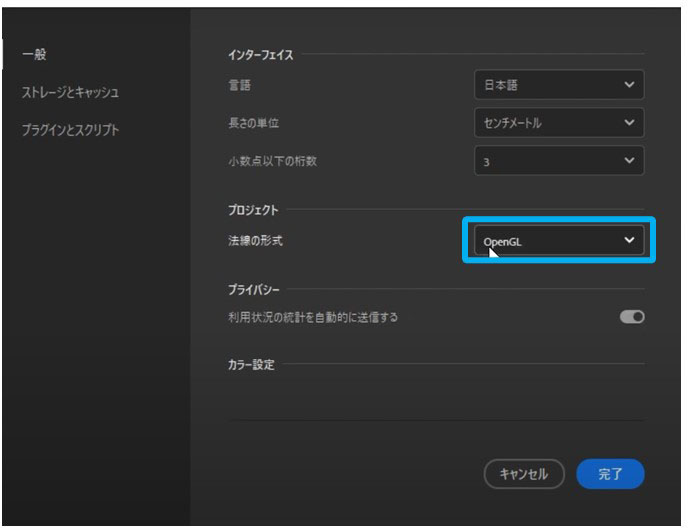 一般
ストレージとキャッシュ
プラグインとスクリプト
インターフェイス
言語 日本語
長さの単位 センチメートル
小数点以下の桁数 3
プロジェクト
法線の形式 OpenGL
プライバシー
利用状況の統計を自動的に送信する
カラー設定
キャンセル 完了